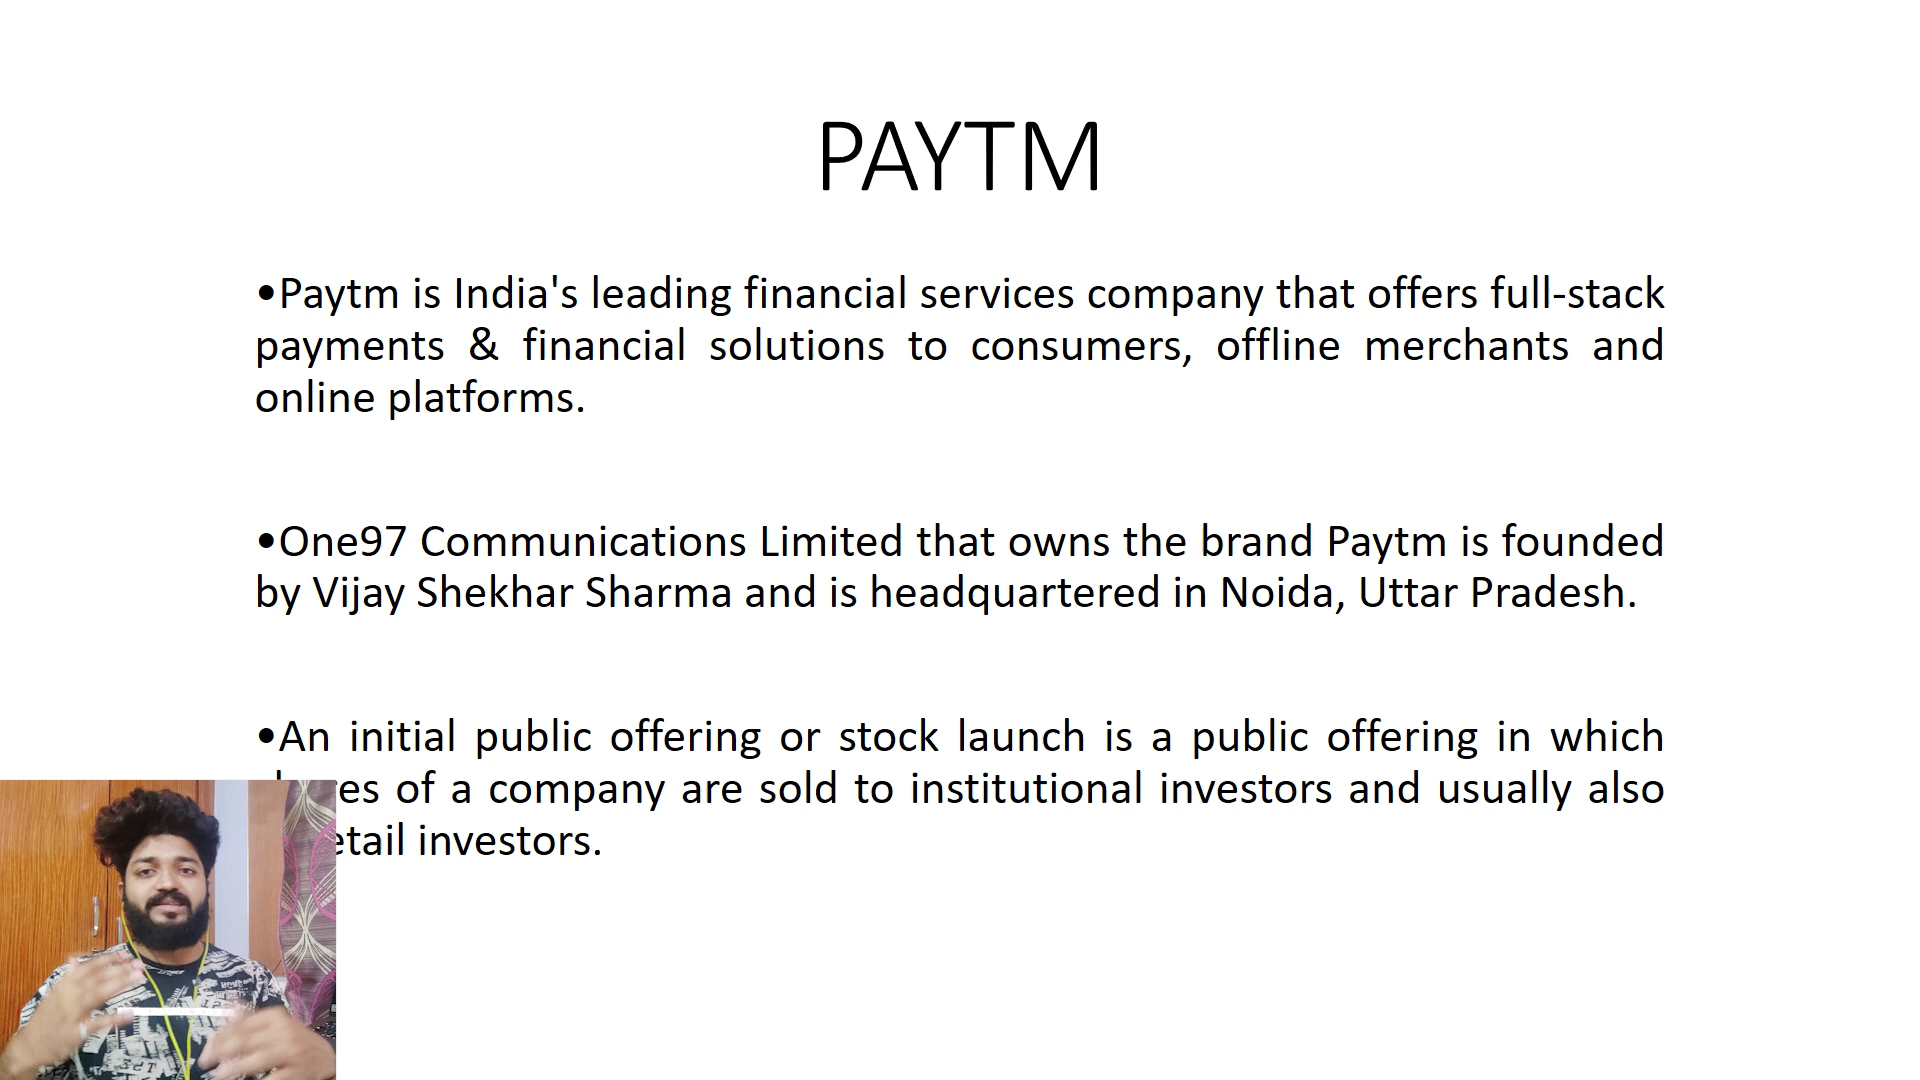 PAYTM
•Paytm is India's leading financial services company that offers full-stack
payments & financial solutions to consumers, offline merchants and
online platforms.
•One97 Communications Limited that owns the brand Paytm is founded
by Vijay Shekhar Sharma and is headquartered in Noida, Uttar Pradesh.
•An initial public offering or stock launch is a public offering in which
of a company are sold to institutional investors and usually also
investors.